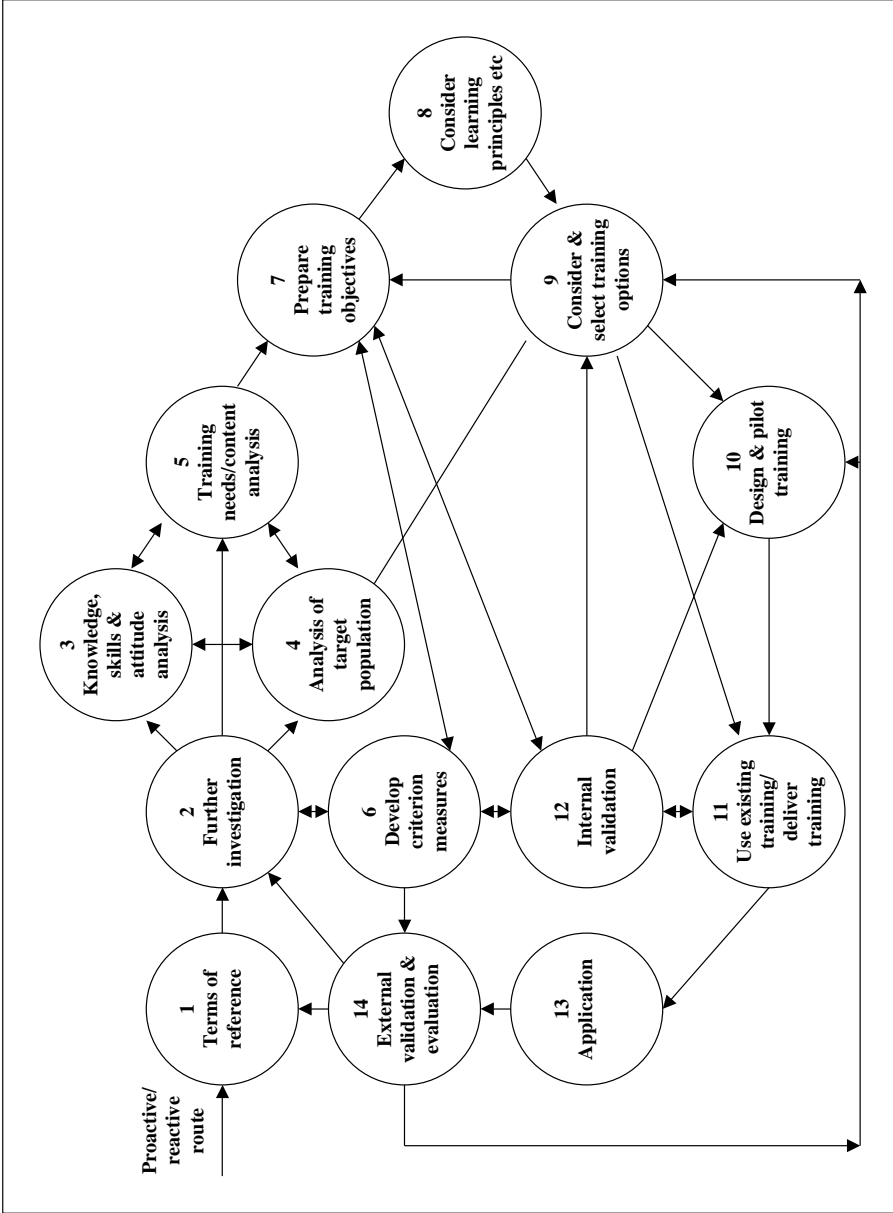 Proactive/
reactive
route
1
Terms of
reference
2
Further
investigation
3
Knowledge,
skills &
attitude
analysis
4
Analysis of
target
population
5
Training
needs/content
analysis
6
Develop
criterion
measures
7
Prepare
training
objectives
8
Consider
learning
principles etc
9
Consider &
select training
options
10
Design & pilot
training
11
Use existing
training/
deliver
training
12
Internal
validation
13
Application
14
External
validation &
evaluation